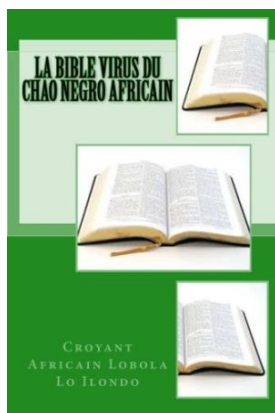 LA BIBLE VIRUS DU
CHAO NEGRO AFRICAIN
CROYANT
AFRICAIN LOBOLA
LO ILONDO